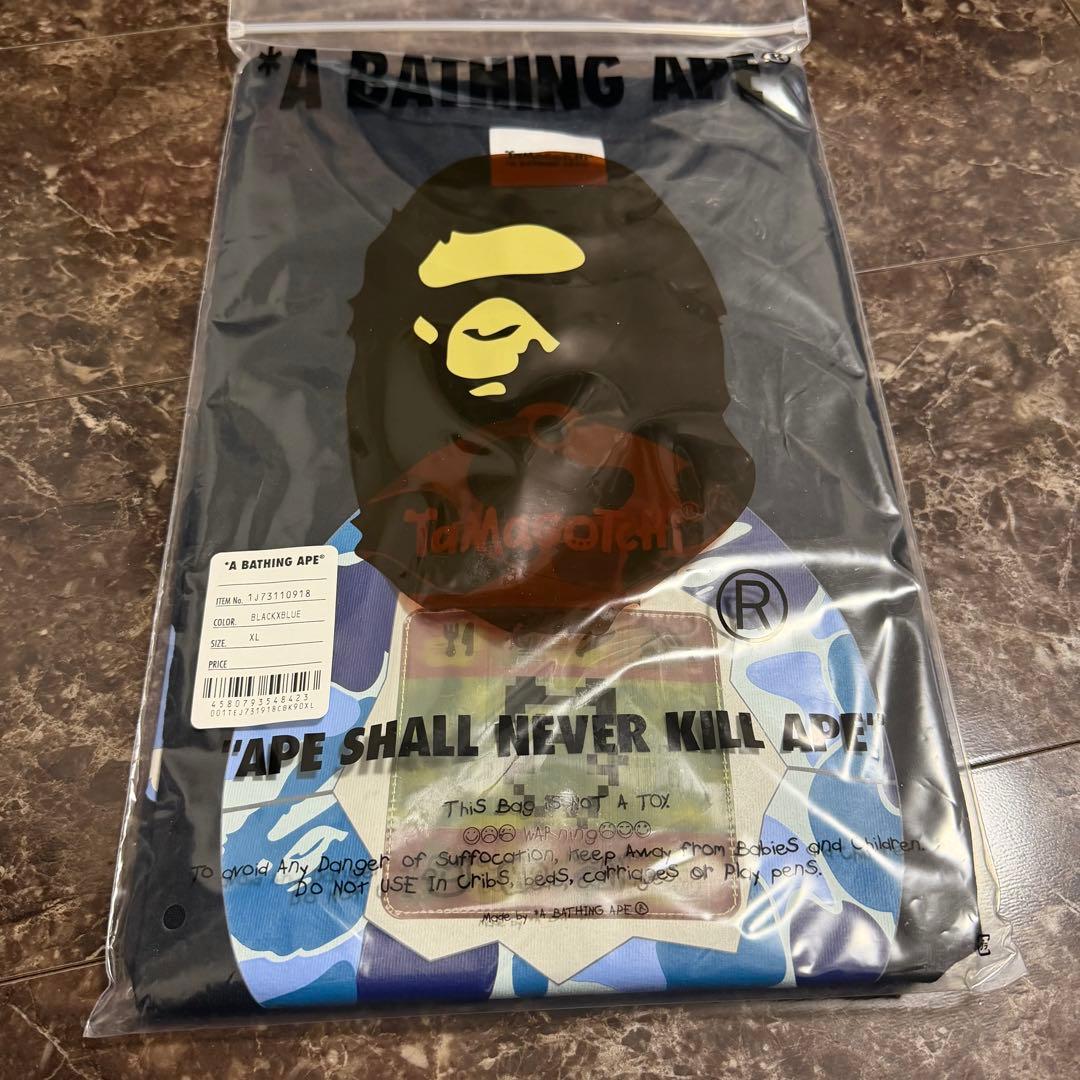 *A BATHING APE®
TaMaGoTcHi
TaMaGoTcHi®
*A BATHING APE®
ITEM No. 1J73110918
COLOR. BLACKXBLUE
SIZE. XL
PRICE
4580793548423
001TEJ731918CBK90XL
®
"APE SHALL NEVER KILL APE"
This Bag IS NOT A TOY.
WARNing
To avoid Any Danger of Suffocation, Keep Away from Babies and Children.
Do Not USE In Cribs, beds, carriages or Play pens.
Made by *A BATHING APE®